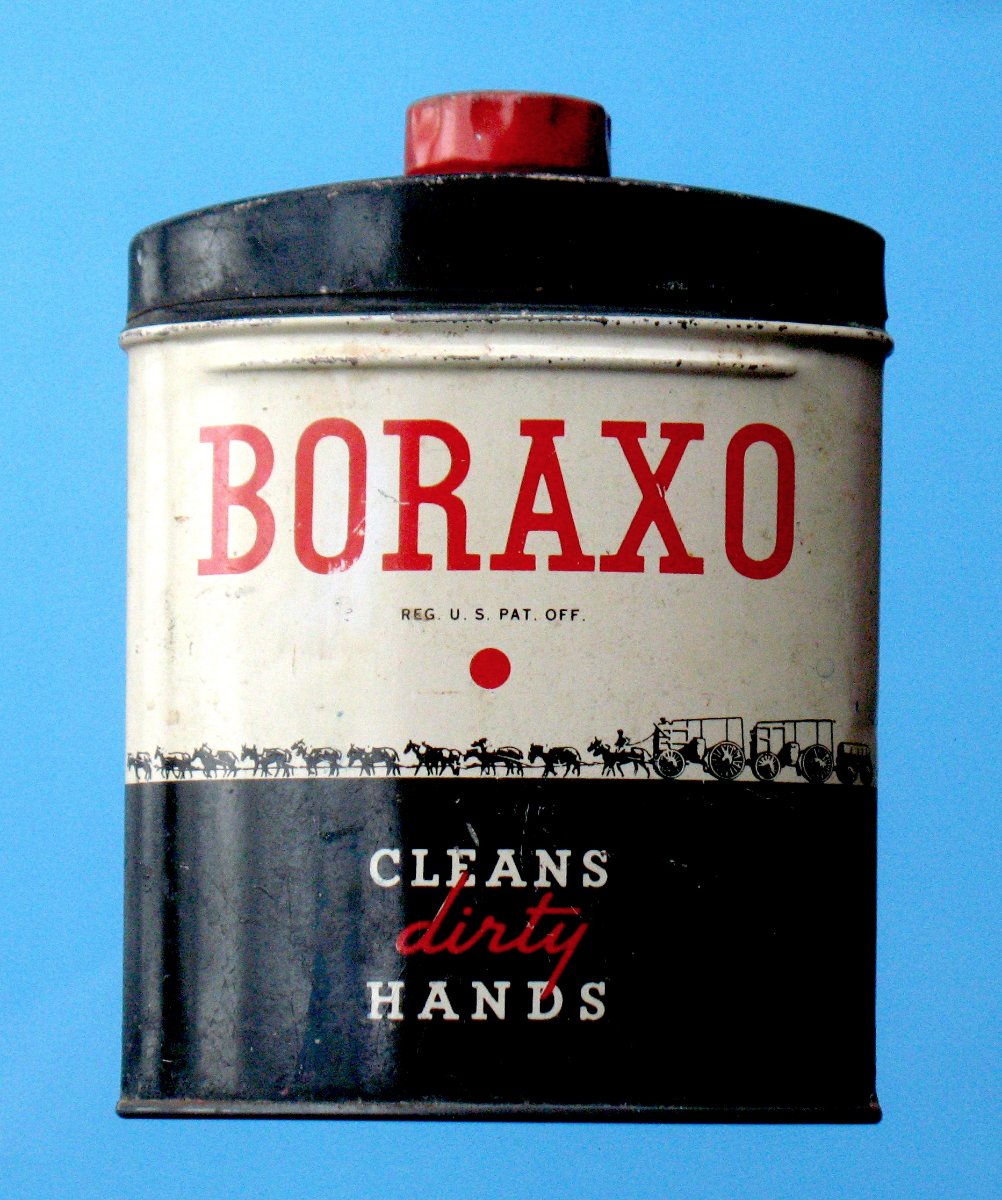 BORAXO
REG. U. S. PAT. OFF.
CLEANS
dirty
HANDS